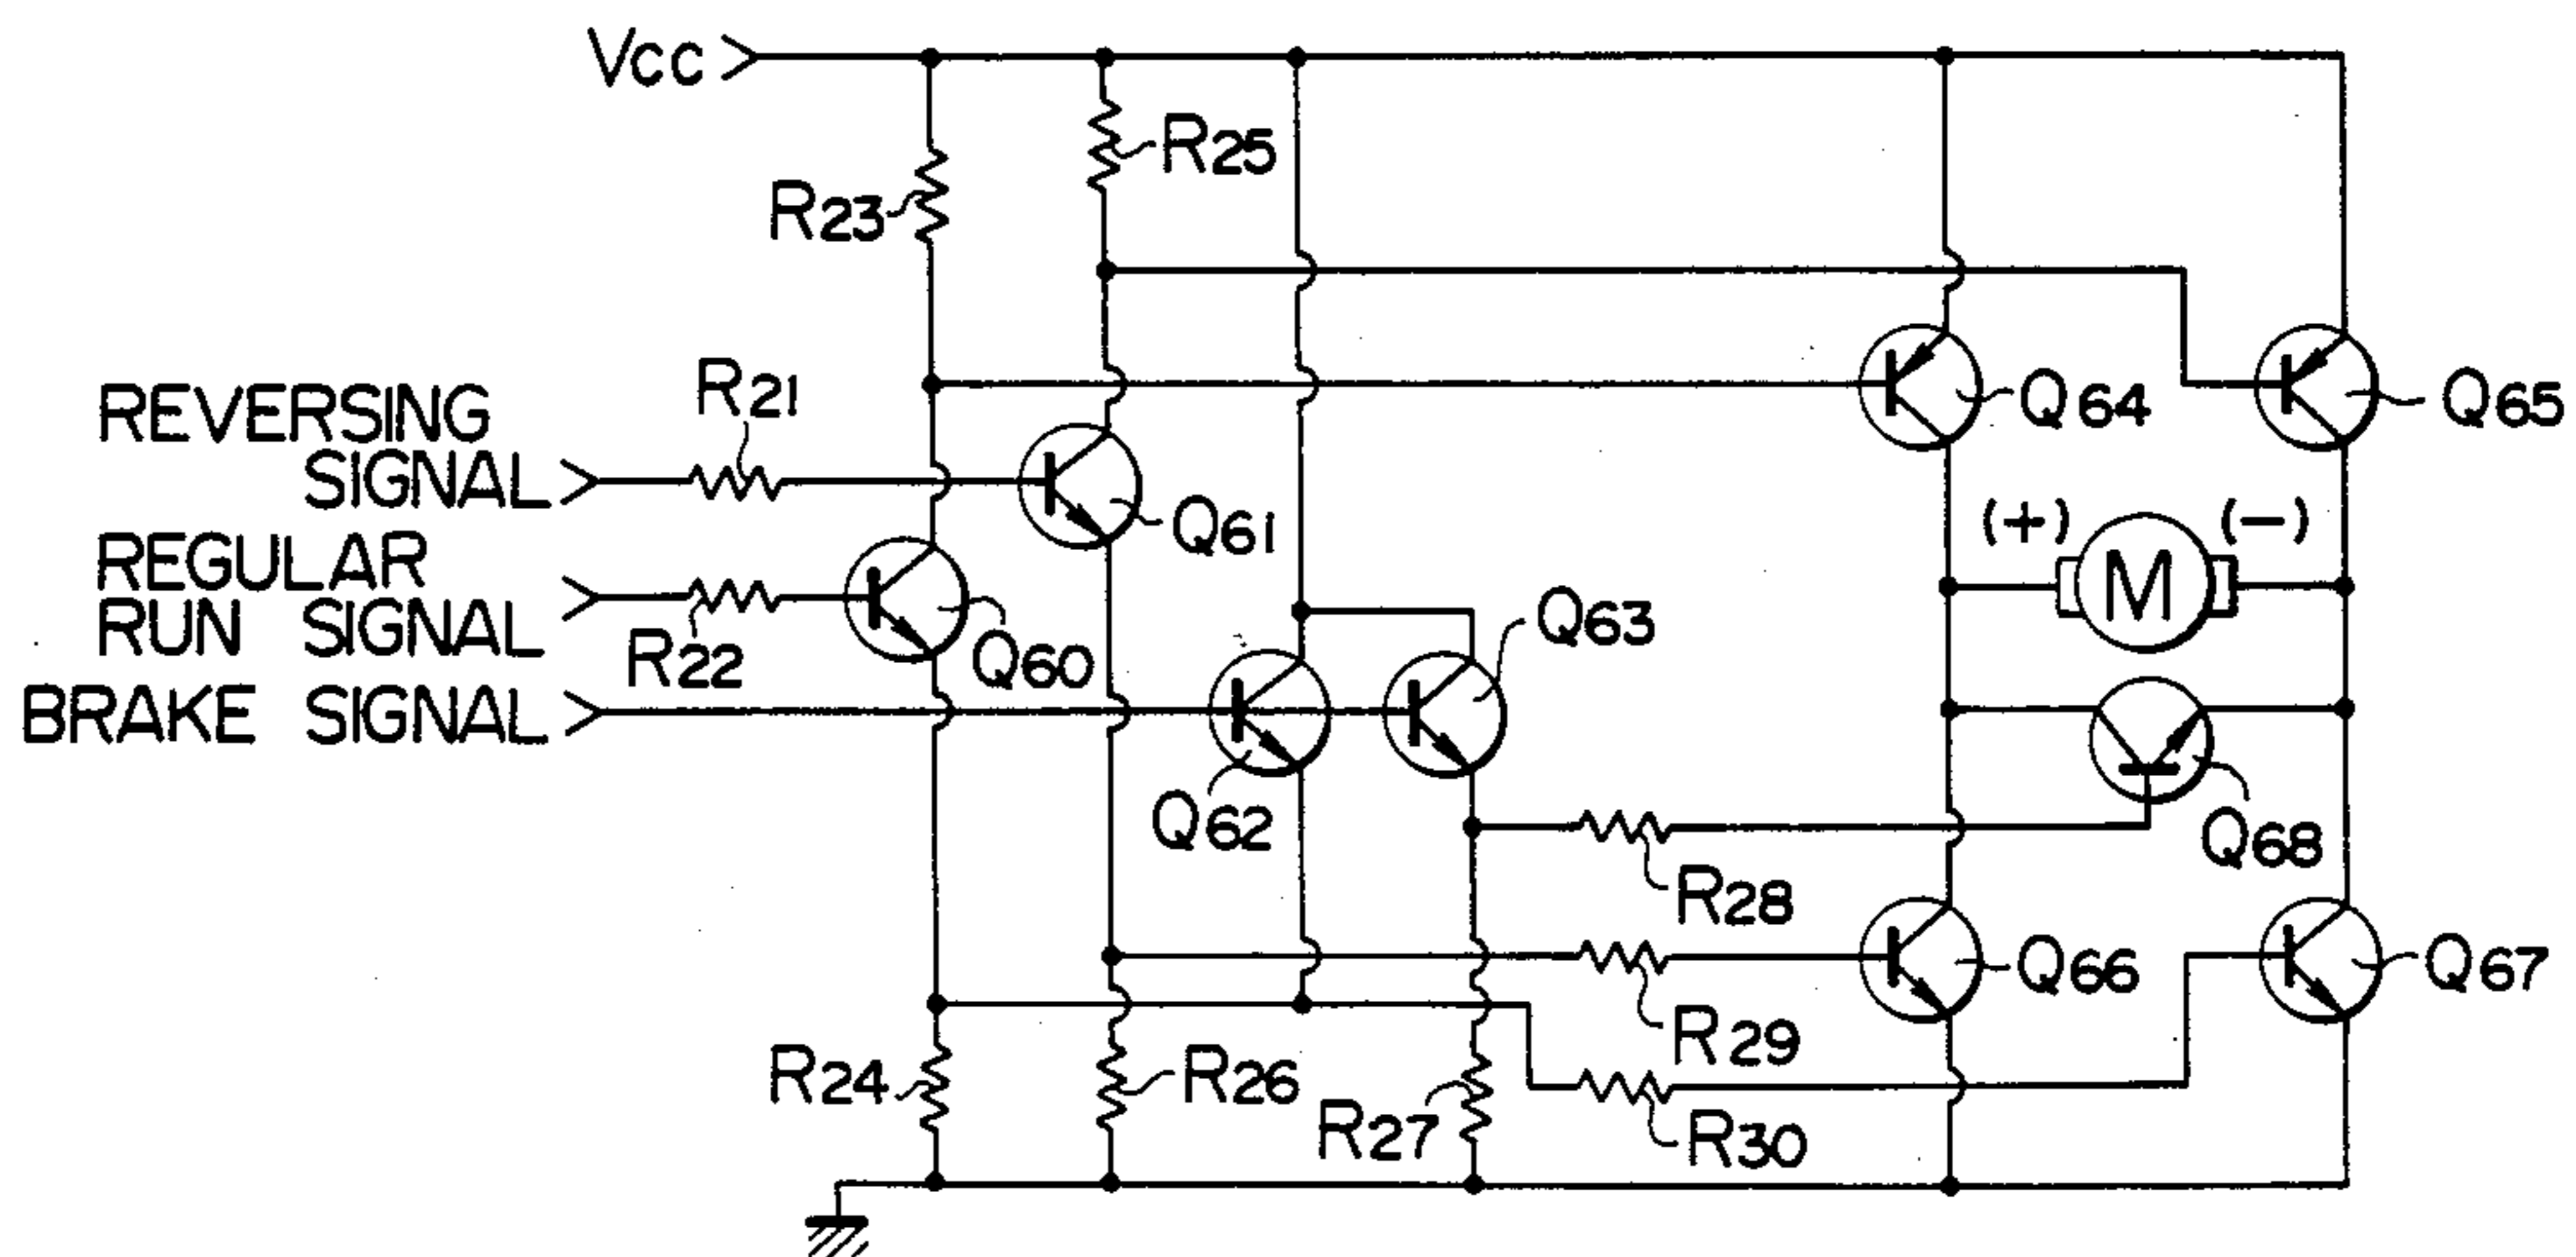 Vcc
R25
R23
REVERSING
SIGNAL
R21
Q61
Q64
Q65
REGULAR
RUN SIGNAL
R22
Q60
(+)
M
(−)
Q63
BRAKE SIGNAL
Q62
Q68
R28
R29
Q66
Q67
R24
R26
R27
R30